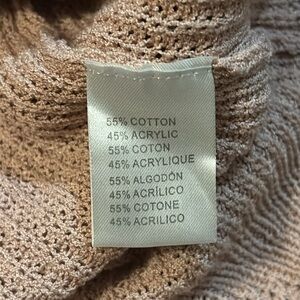 55% COTTON
45% ACRYLIC
55% COTON
45% ACRYLIQUE
55% ALGODÓN
45% ACRÍLICO
55% COTONE
45% ACRILICO